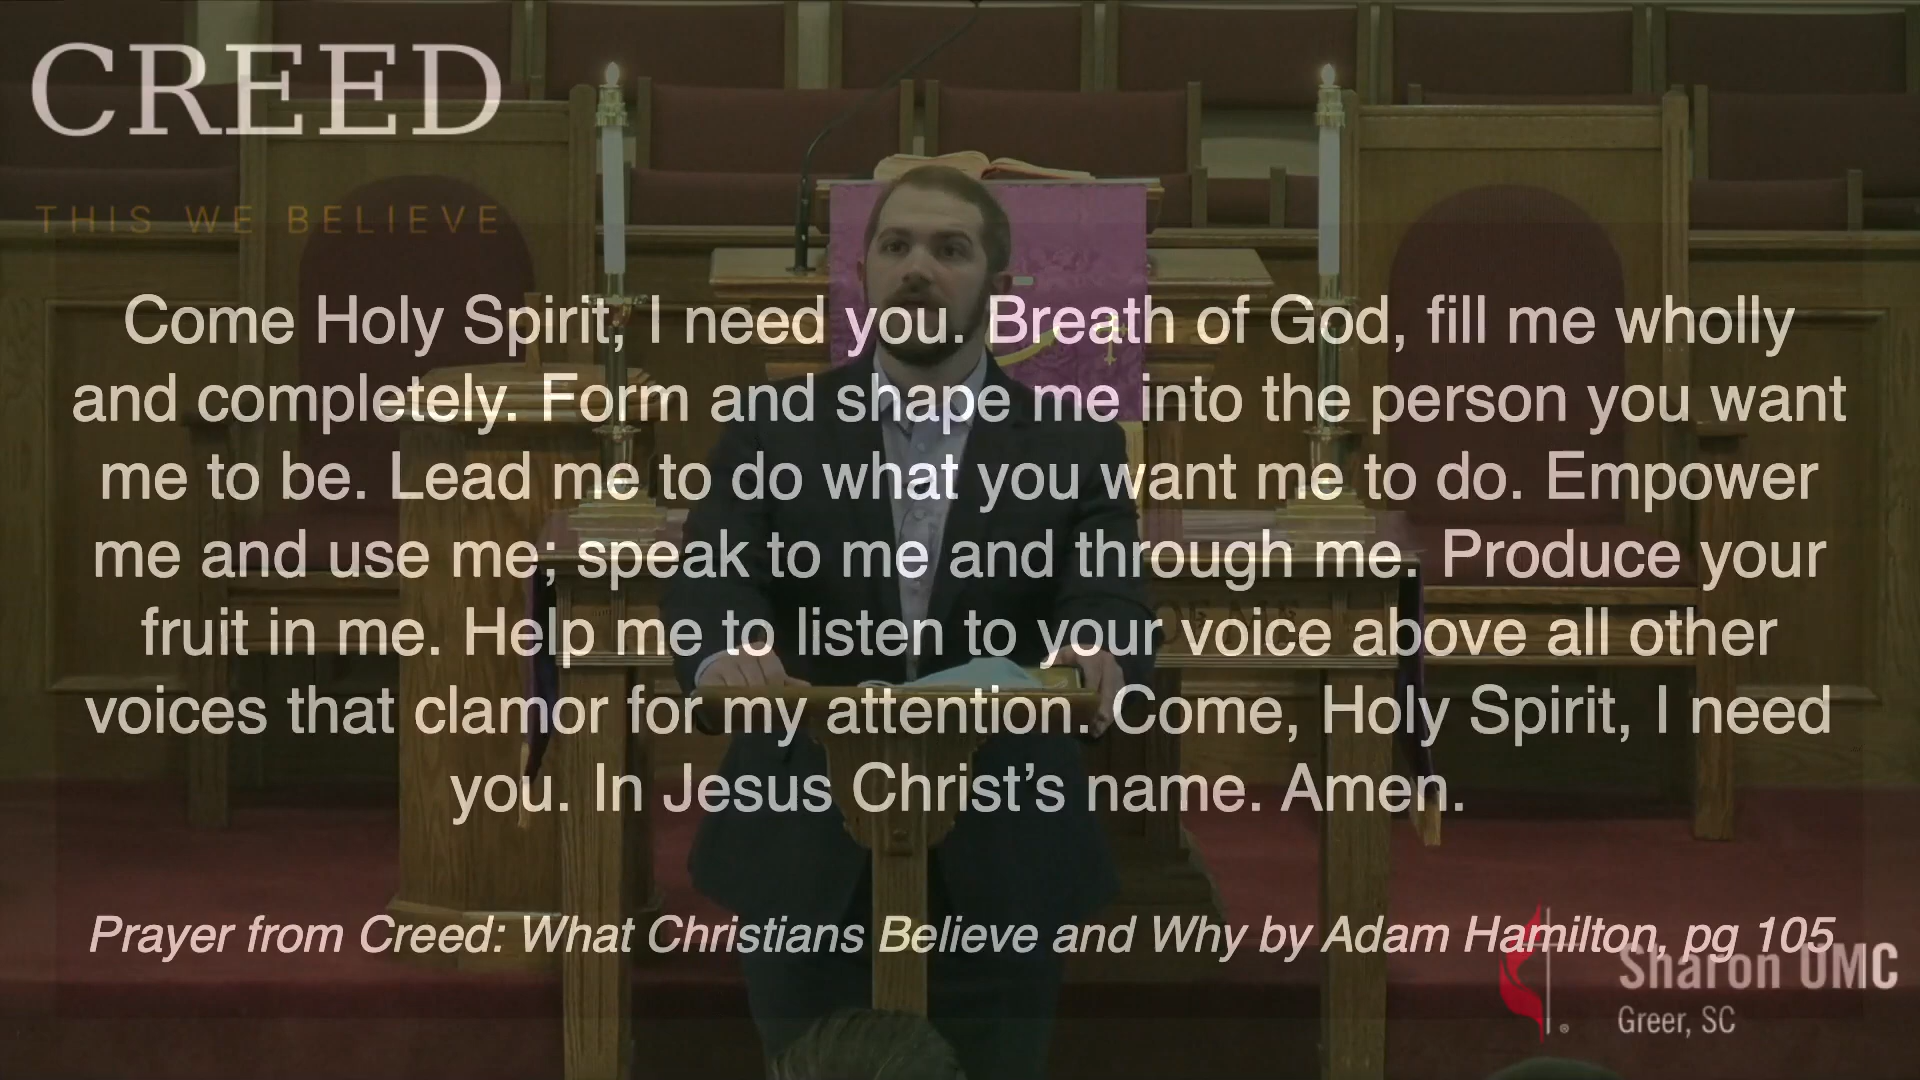 CREED
THIS WE BELIEVE
Come Holy Spirit, I need you. Breath of God, fill me wholly
and completely. Form and shape me into the person you want
me to be. Lead me to do what you want me to do. Empower
me and use me; speak to me and through me. Produce your
fruit in me. Help me to listen to your voice above all other
voices that clamor for my attention. Come, Holy Spirit, I need
you. In Jesus Christ’s name. Amen.
OF ME
Prayer from Creed: What Christians Believe and Why by Adam Hamilton, pg 105
Sharon UMC
Greer, SC
®